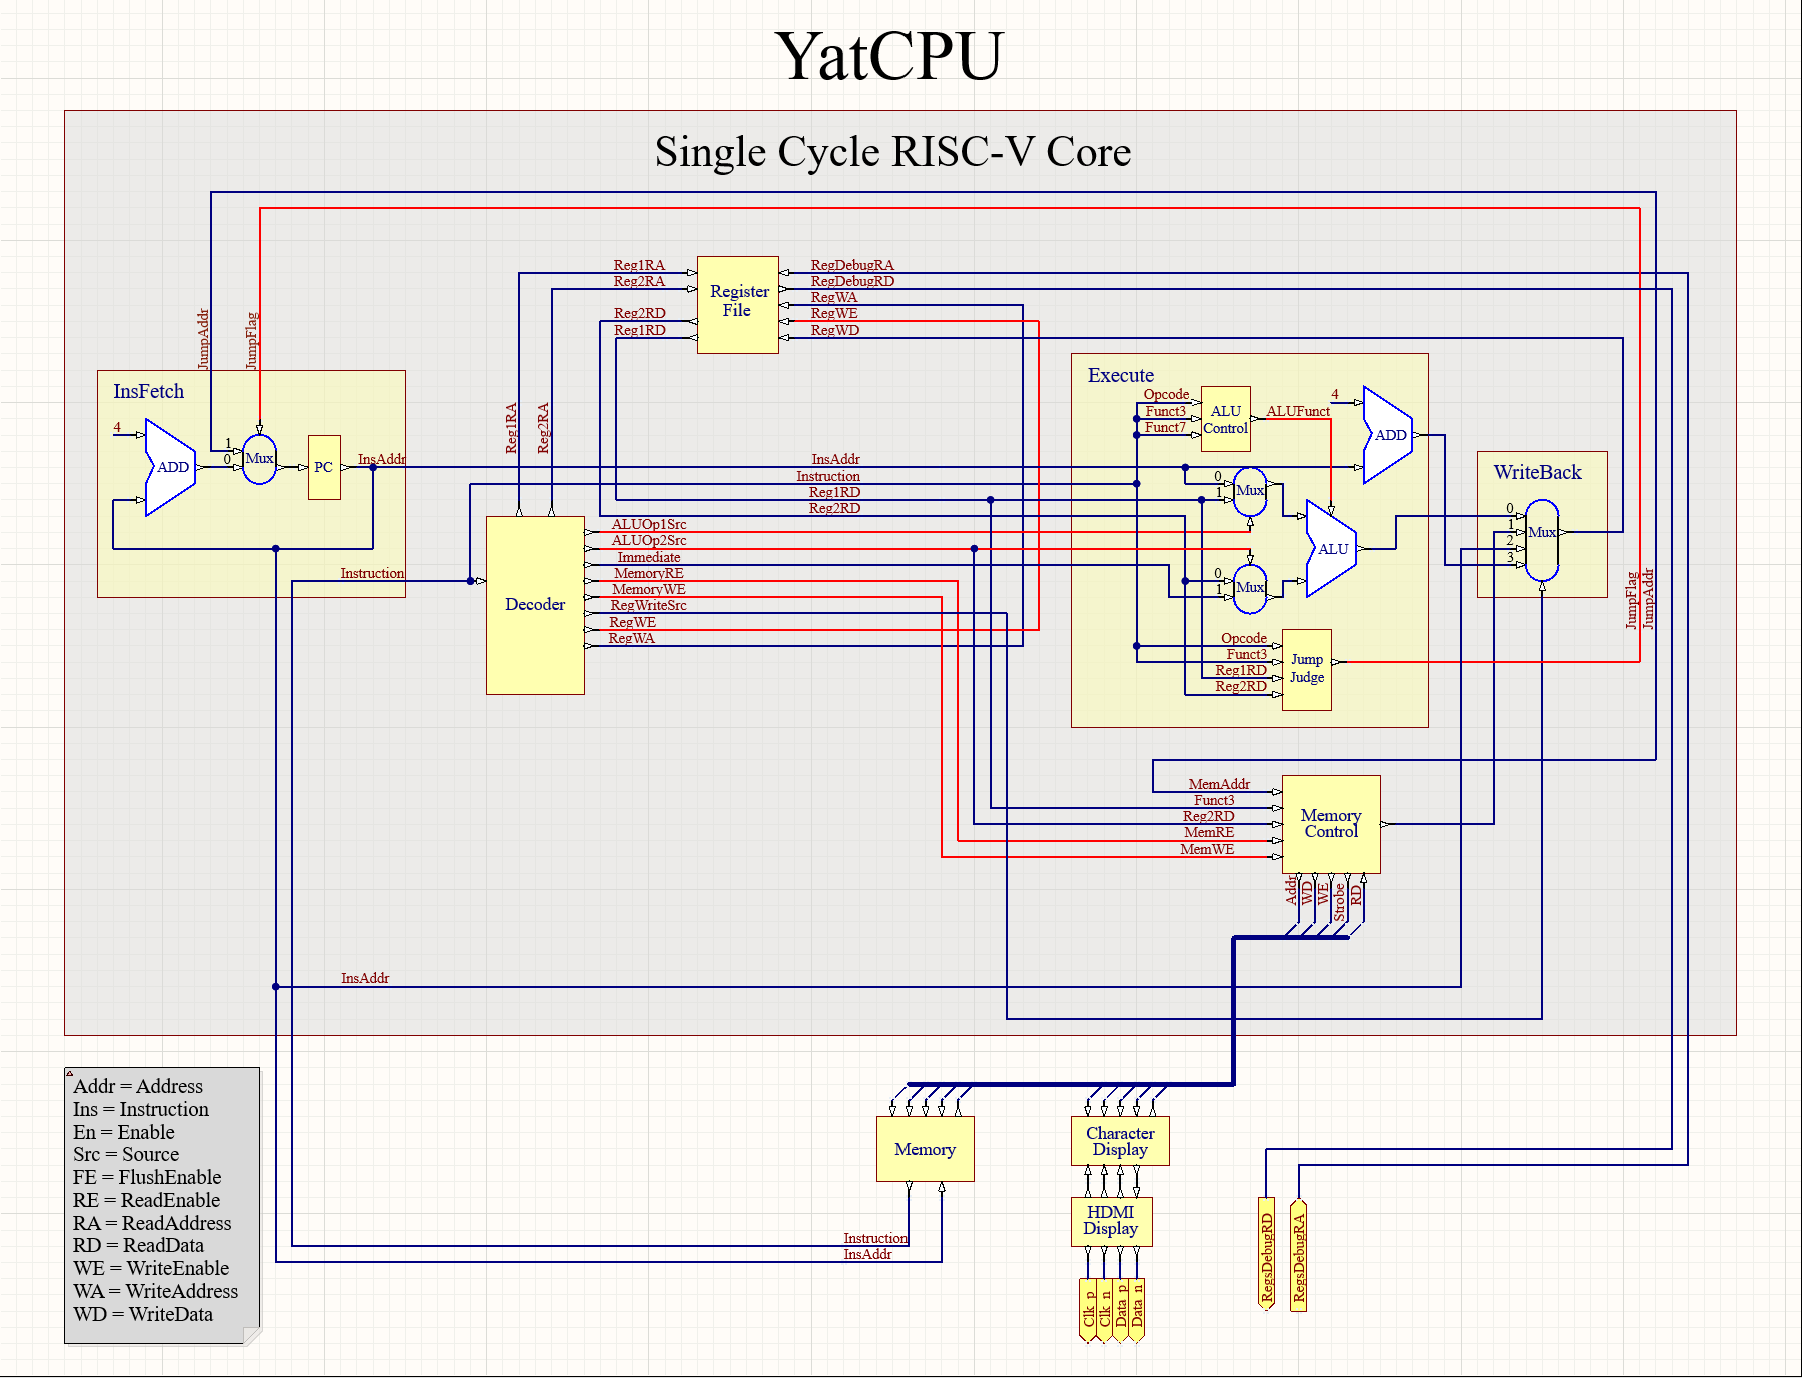 YatCPU
Single Cycle RISC-V Core
JumpAddr
JumpFlag
InsFetch
4
ADD
1
0
Mux
PC
InsAddr
Instruction
Reg1RA
Reg2RA
Reg2RD
Reg1RD
Register
File
RegDebugRA
RegDebugRD
RegWA
RegWE
RegWD
Reg1RA
Reg2RA
Decoder
InsAddr
Instruction
Reg1RD
Reg2RD
ALUOp1Src
ALUOp2Src
Immediate
MemoryRE
MemoryWE
RegWriteSrc
RegWE
RegWA
Execute
Opcode
Funct3
Funct7
ALU
Control
ALUFunct
4
ADD
0
1
Mux
ALU
0
1
Mux
Opcode
Funct3
Reg1RD
Reg2RD
Jump
Judge
WriteBack
0
1
2
3
Mux
JumpFlag
JumpAddr
MemAddr
Funct3
Reg2RD
MemRE
MemWE
Memory
Control
Addr
WD
WE
Strobe
RD
InsAddr
Addr = Address
Ins = Instruction
En = Enable
Src = Source
FE = FlushEnable
RE = ReadEnable
RA = ReadAddress
RD = ReadData
WE = WriteEnable
WA = WriteAddress
WD = WriteData
Memory
Instruction
InsAddr
Character
Display
HDMI
Display
Clk_p
Clk_n
Data_p
Data_n
RegsDebugRD
RegsDebugRA